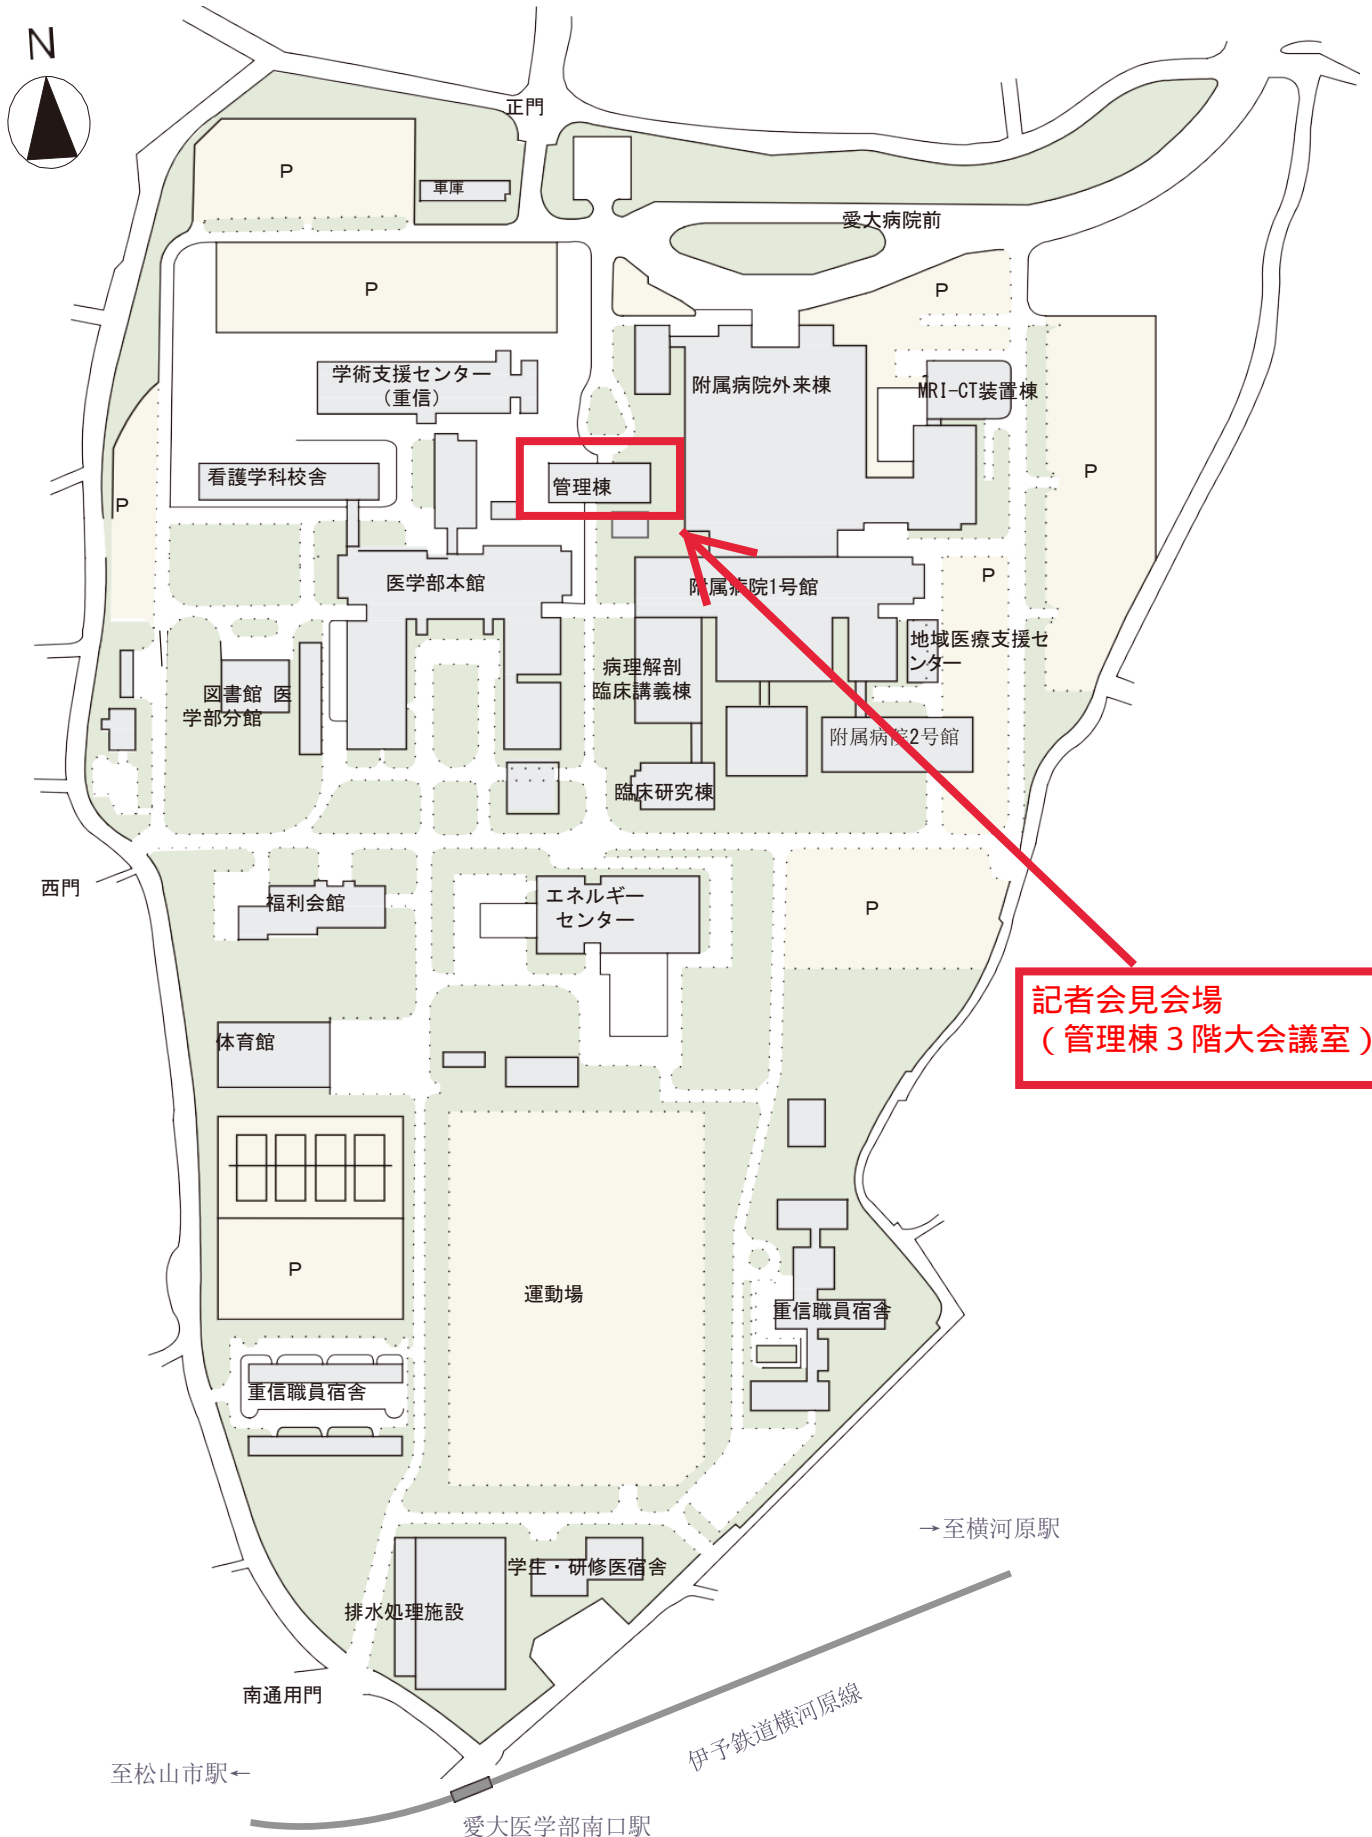 N
正門
P
車庫
愛大病院前
P
P
学術支援センター
（重信）
附属病院外来棟
MRI-CT装置棟
看護学科校舎
管理棟
P
P
医学部本館
附属病院1号館
P
地域医療支援セ
ンター
病理解剖
臨床講義棟
図書館 医
学部分館
附属病院2号館
臨床研究棟
西門
福利会館
エネルギー
センター
P
記者会見会場
（管理棟３階大会議室）
体育館
P
運動場
重信職員宿舎
重信職員宿舎
→至横河原駅
学生・研修医宿舎
排水処理施設
南通用門
伊予鉄道横河原線
至松山市駅←
愛大医学部南口駅